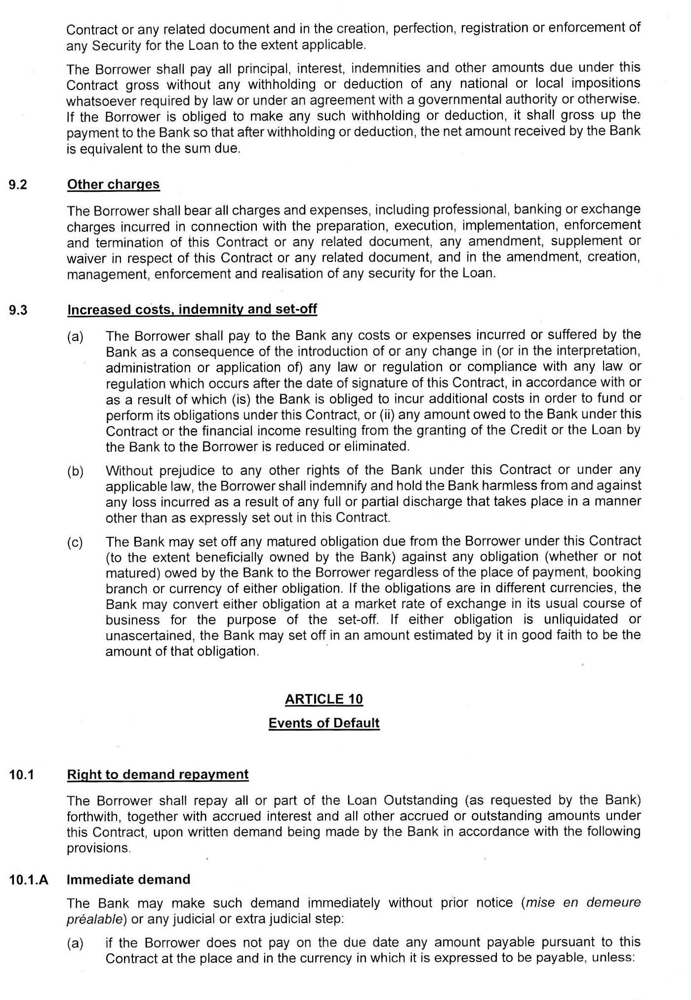 Contract or any related document and in the creation, perfection, registration or enforcement of
any Security for the Loan to the extent applicable.
The Borrower shall pay all principal, interest, indemnities and other amounts due under this
Contract gross without any withholding or deduction of any national or local impositions
whatsoever required by law or under an agreement with a governmental authority or otherwise.
If the Borrower is obliged to make any such withholding or deduction, it shall gross up the
payment to the Bank so that after withholding or deduction, the net amount received by the Bank
is equivalent to the sum due.
9.2 Other charges
The Borrower shall bear all charges and expenses, including professional, banking or exchange
charges incurred in connection with the preparation, execution, implementation, enforcement
and termination of this Contract or any related document, any amendment, supplement or
waiver in respect of this Contract or any related document, and in the amendment, creation,
management, enforcement and realisation of any security for the Loan.
9.3 Increased costs, indemnity and set-off
(a) The Borrower shall pay to the Bank any costs or expenses incurred or suffered by the
Bank as a consequence of the introduction of or any change in (or in the interpretation,
administration or application of) any law or regulation or compliance with any law or
regulation which occurs after the date of signature of this Contract, in accordance with or
as a result of which (is) the Bank is obliged to incur additional costs in order to fund or
perform its obligations under this Contract, or (ii) any amount owed to the Bank under this
Contract or the financial income resulting from the granting of the Credit or the Loan by
the Bank to the Borrower is reduced or eliminated.
(b) Without prejudice to any other rights of the Bank under this Contract or under any
applicable law, the Borrower shall indemnify and hold the Bank harmless from and against
any loss incurred as a result of any full or partial discharge that takes place in a manner
other than as expressly set out in this Contract.
(c) The Bank may set off any matured obligation due from the Borrower under this Contract
(to the extent beneficially owned by the Bank) against any obligation (whether or not
matured) owed by the Bank to the Borrower regardless of the place of payment, booking
branch or currency of either obligation. If the obligations are in different currencies, the
Bank may convert either obligation at a market rate of exchange in its usual course of
business for the purpose of the set-off. If either obligation is unliquidated or
unascertained, the Bank may set off in an amount estimated by it in good faith to be the
amount of that obligation.
ARTICLE 10
Events of Default
10.1 Right to demand repayment
The Borrower shall repay all or part of the Loan Outstanding (as requested by the Bank)
forthwith, together with accrued interest and all other accrued or outstanding amounts under
this Contract, upon written demand being made by the Bank in accordance with the following
provisions.
10.1.A Immediate demand
The Bank may make such demand immediately without prior notice (mise en demeure
préalable) or any judicial or extra judicial step:
(a) if the Borrower does not pay on the due date any amount payable pursuant to this
Contract at the place and in the currency in which it is expressed to be payable, unless: